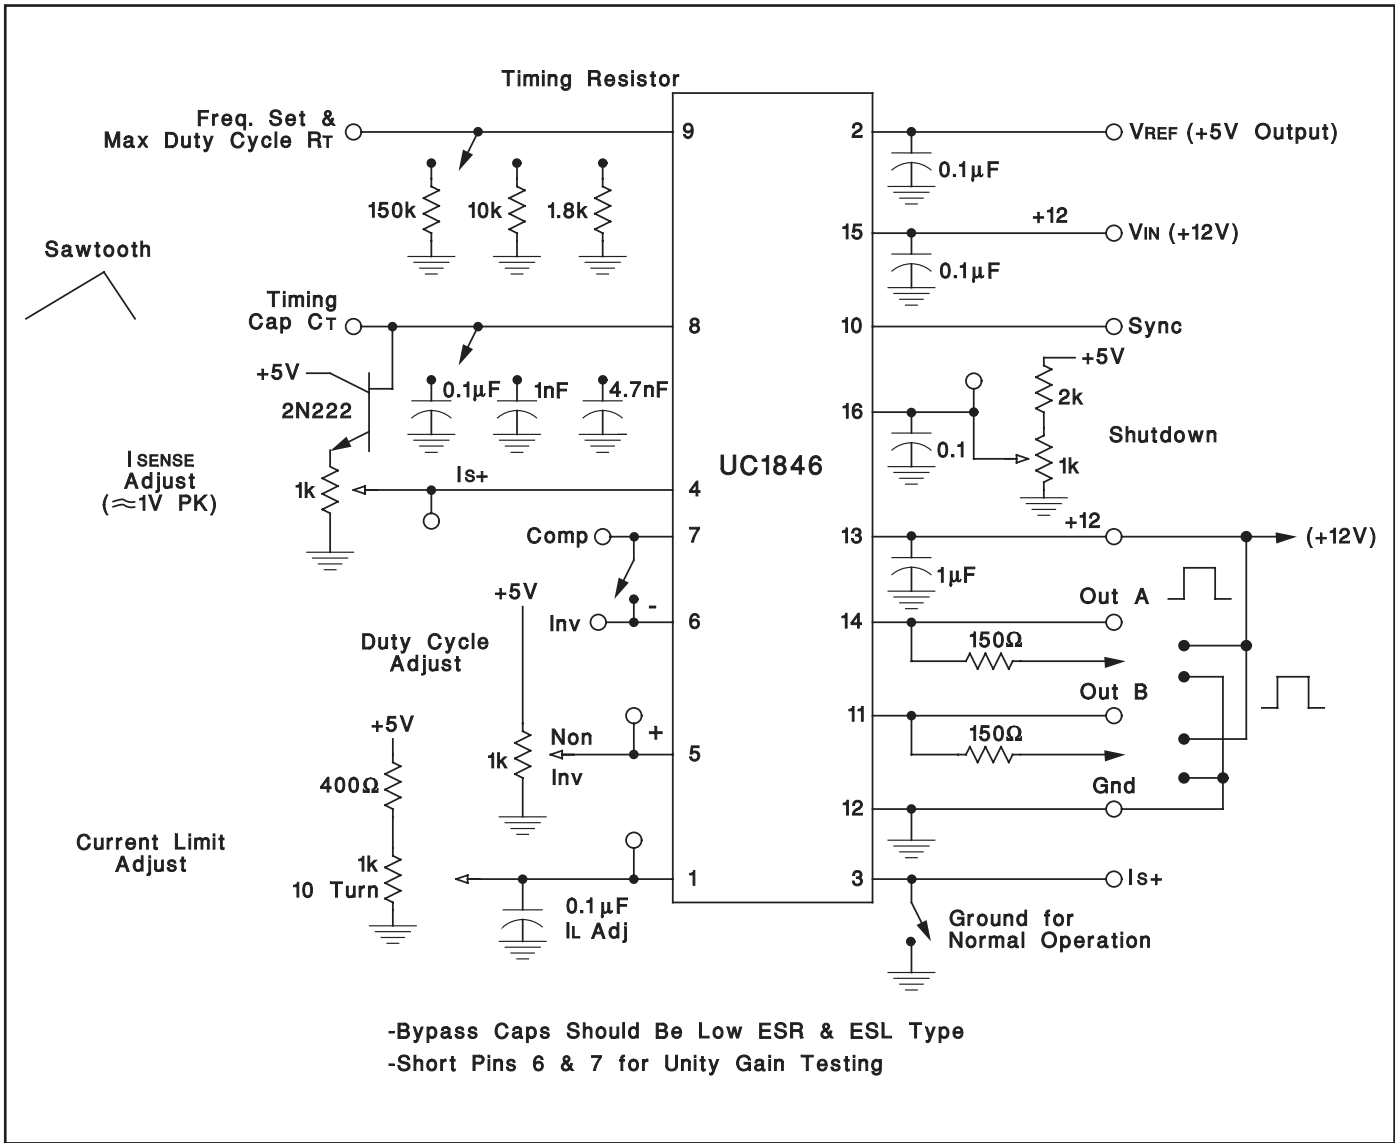 Timing Resistor
Freq. Set &
Max Duty Cycle RT
9
150k
10k
1.8k
Sawtooth
Timing
Cap CT
8
+5V
2N222
0.1µF
1nF
4.7nF
I SENSE
Adjust
(≈1V PK)
1k
Is+
4
UC1846
Comp
7
+5V
Inv
-
6
Duty Cycle
Adjust
1k
Non
Inv
+
5
+5V
400Ω
Current Limit
Adjust
1k
10 Turn
0.1µF
IL Adj
1
2
VREF (+5V Output)
0.1µF
15
+12
VIN (+12V)
0.1µF
10
Sync
+5V
2k
16
0.1
1k
Shutdown
13
+12
(+12V)
1µF
Out A
14
150Ω
Out B
11
150Ω
Gnd
12
3
Is+
Ground for
Normal Operation
-Bypass Caps Should Be Low ESR & ESL Type
-Short Pins 6 & 7 for Unity Gain Testing